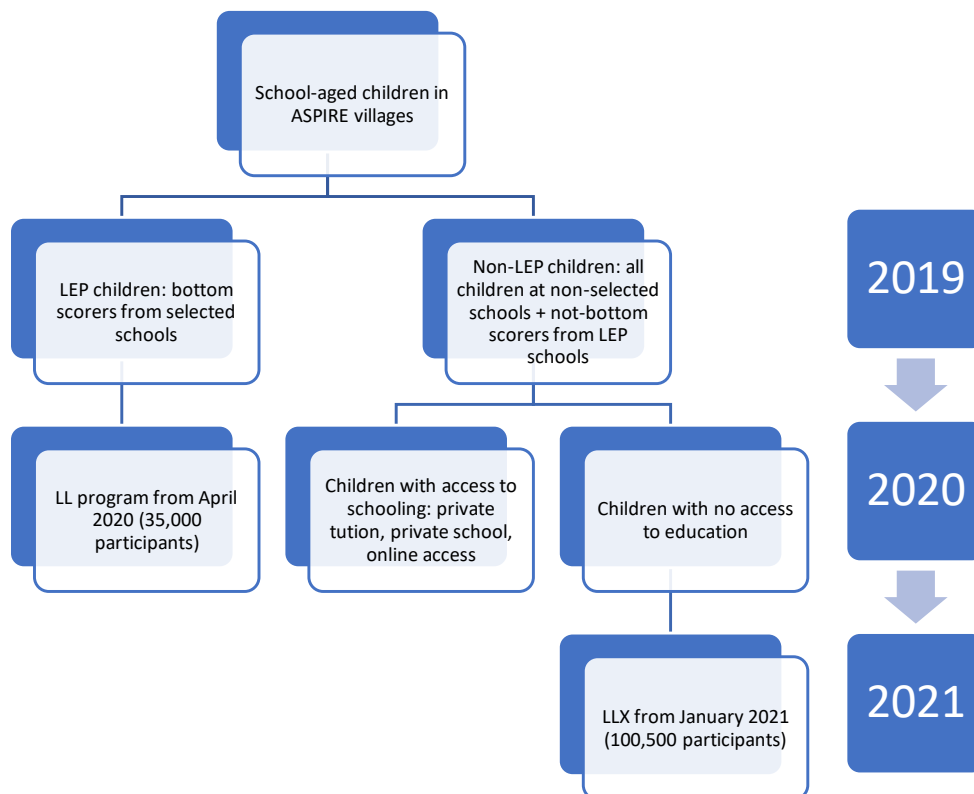 School-aged children in
ASPIRE villages
LEP children: bottom
scorers from selected
schools
Non-LEP children: all
children at non-selected
schools + not-bottom
scorers from LEP
schools
2019
LL program from April
2020 (35,000
participants)
Children with access to
schooling: private
tution, private school,
online access
Children with no access
to education
2020
LLX from January 2021
(100,500 participants)
2021